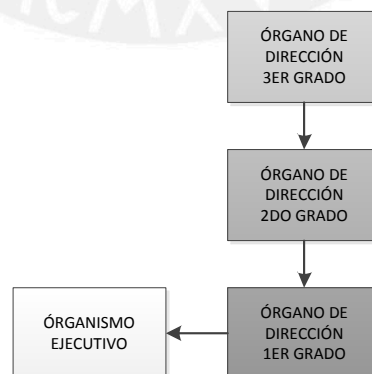 ÓRGANO DE
DIRECCIÓN
3ER GRADO
ÓRGANO DE
DIRECCIÓN
2DO GRADO
ÓRGANISMO
EJECUTIVO
ÓRGANO DE
DIRECCIÓN
1ER GRADO